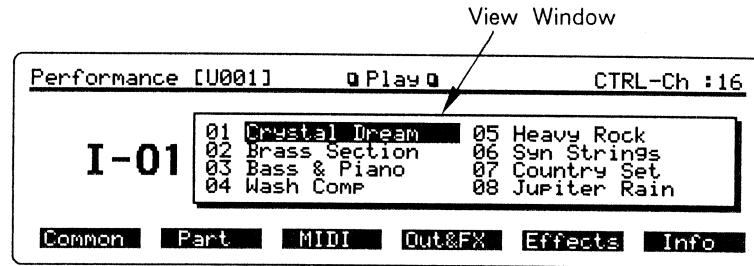 View Window
Performance [U001] Play CTRL-Ch :16
I-01
01 Crystal Dream 05 Heavy Rock
02 Brass Section 06 Syn Strings
03 Bass & Piano 07 Country Set
04 Wash Comp 08 Jupiter Rain
Common Part MIDI Out&FX Effects Info